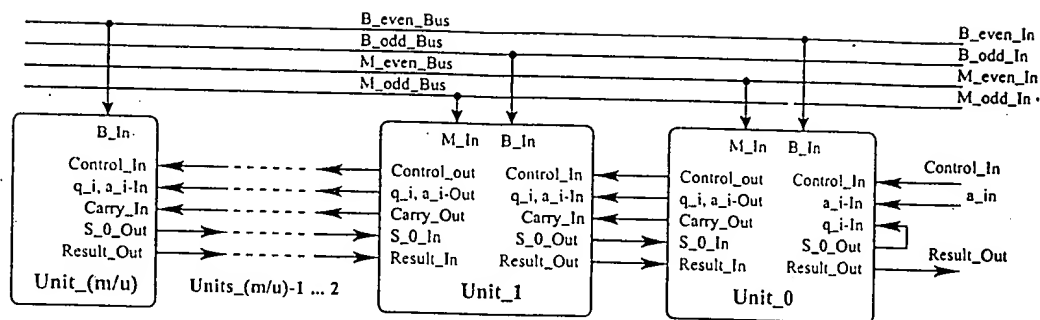 B_even_Bus
B_odd_Bus
M_even_Bus
M_odd_Bus
B_even_In
B_odd_In
M_even_In
M_odd_In
B_In
Control_In
q_i, a_i-In
Carry_In
S_0_Out
Result_Out
Unit_(m/u)
Units_(m/u)-1 ... 2
M_In B_In
Control_out Control_In
q_i, a_i-Out q_i, a_i-In
Carry_Out Carry_In
S_0_In S_0_Out
Result_In Result_Out
Unit_1
M_In B_In
Control_out Control_In
q_i, a_i-Out a_i-In
Carry_Out q_i-In
S_0_In S_0_Out
Result_In Result_Out
Unit_0
Control_In
a_in
Result_Out